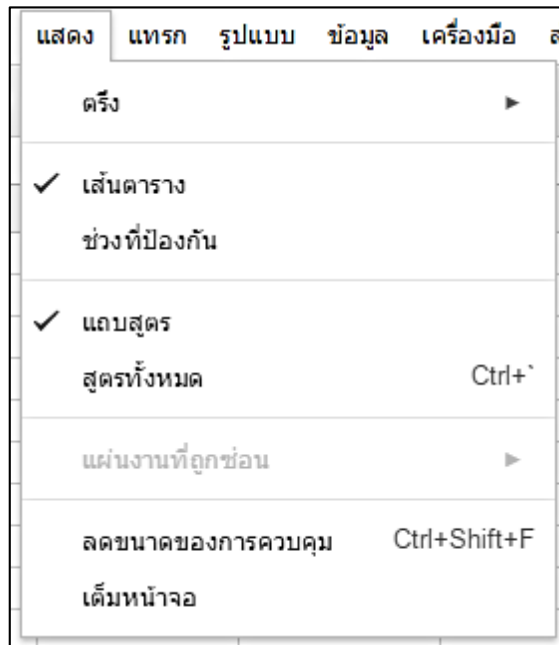 แสดง แทรก รูปแบบ ข้อมูล เครื่องมือ
ตรึง
เส้นตาราง
ช่วงที่ป้องกัน
แถบสูตร
สูตรทั้งหมด Ctrl+`
แผ่นงานที่ถูกซ่อน
ลดขนาดของการควบคุม Ctrl+Shift+F
เต็มหน้าจอ